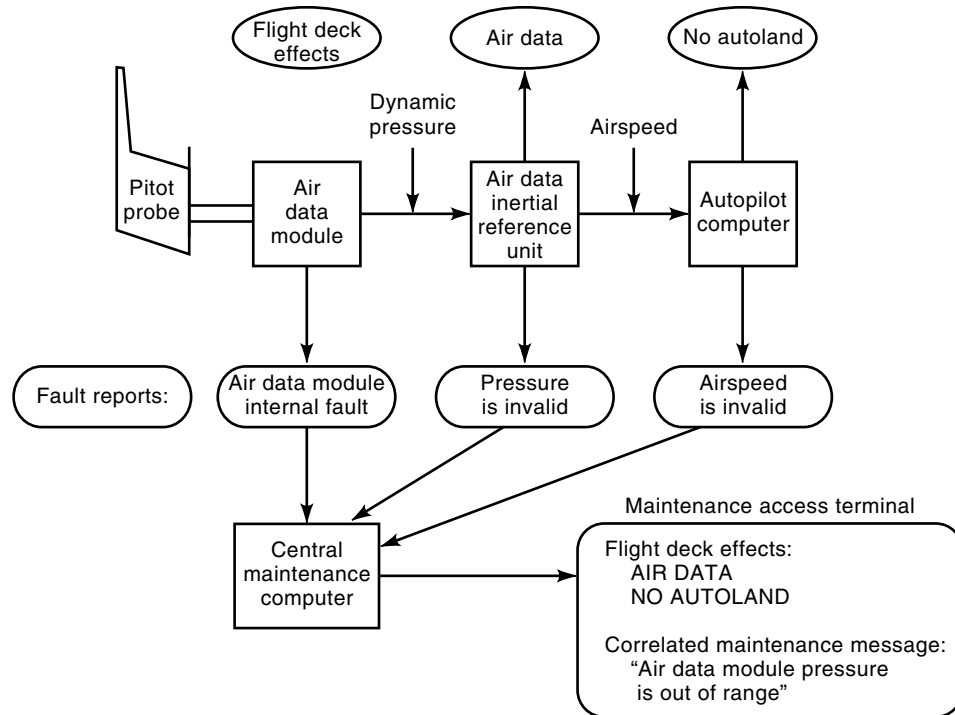 Flight deck
effects
Air data
No autoland
Dynamic
pressure
Airspeed
Pitot
probe
Air
data
module
Air data
inertial
reference
unit
Autopilot
computer
Fault reports:
Air data module
internal fault
Pressure
is invalid
Airspeed
is invalid
Central
maintenance
computer
Maintenance access terminal
Flight deck effects:
AIR DATA
NO AUTOLAND
Correlated maintenance message:
“Air data module pressure
is out of range”